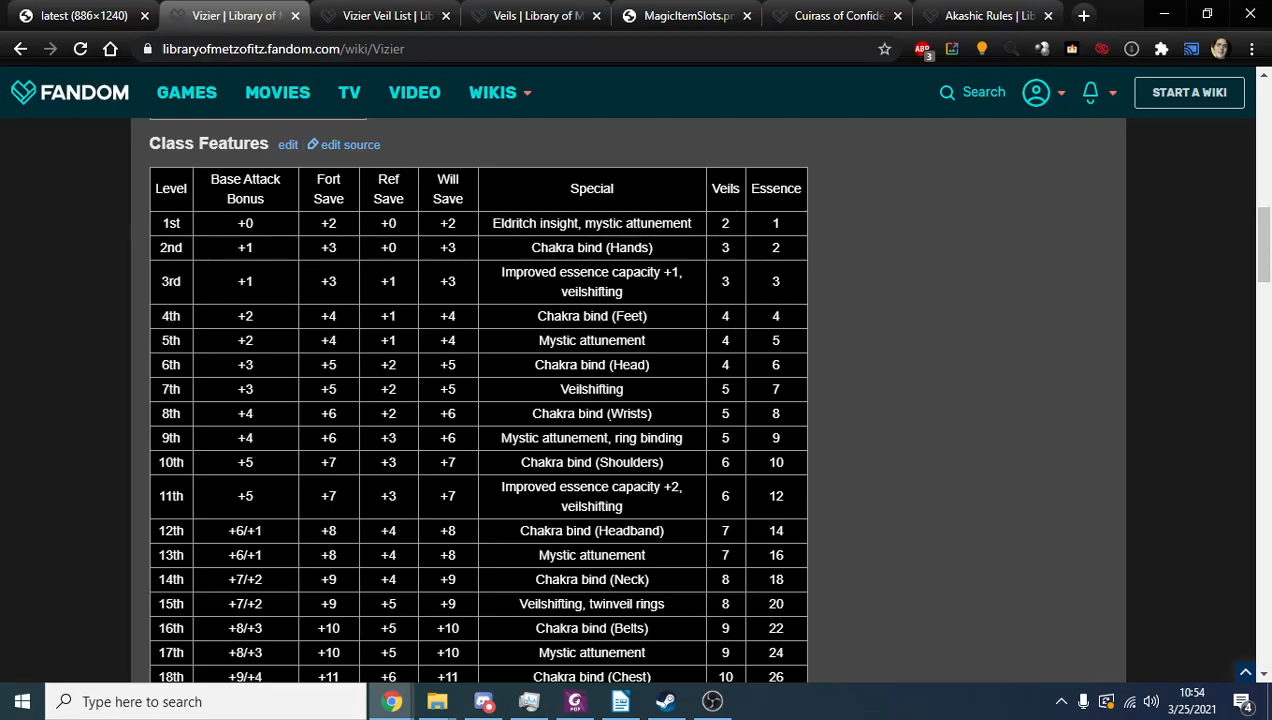 latest (886×1240)
Vizier | Library of M
Vizier Veil List | Lib
Veils | Library of M
MagicItemSlots.pr
Cuirass of Confide
Akashic Rules | Lib
libraryofmetzofitz.fandom.com/wiki/Vizier
ABP
3
FANDOM
GAMES
MOVIES
TV
VIDEO
WIKIS
Search
START A WIKI
Class Features edit edit source
Level Base Attack Bonus Fort Save Ref Save Will Save Special Veils Essence
1st +0 +2 +0 +2 Eldritch insight, mystic attunement 2 1
2nd +1 +3 +0 +3 Chakra bind (Hands) 3 2
3rd +1 +3 +1 +3 Improved essence capacity +1, veilshifting 3 3
4th +2 +4 +1 +4 Chakra bind (Feet) 4 4
5th +2 +4 +1 +4 Mystic attunement 4 5
6th +3 +5 +2 +5 Chakra bind (Head) 4 6
7th +3 +5 +2 +5 Veilshifting 5 7
8th +4 +6 +2 +6 Chakra bind (Wrists) 5 8
9th +4 +6 +3 +6 Mystic attunement, ring binding 5 9
10th +5 +7 +3 +7 Chakra bind (Shoulders) 6 10
11th +5 +7 +3 +7 Improved essence capacity +2, veilshifting 6 12
12th +6/+1 +8 +4 +8 Chakra bind (Headband) 7 14
13th +6/+1 +8 +4 +8 Mystic attunement 7 16
14th +7/+2 +9 +4 +9 Chakra bind (Neck) 8 18
15th +7/+2 +9 +5 +9 Veilshifting, twinveil rings 8 20
16th +8/+3 +10 +5 +10 Chakra bind (Belts) 9 22
17th +8/+3 +10 +5 +10 Mystic attunement 9 24
18th +9/+4 +11 +6 +11 Chakra bind (Chest) 10 26
Type here to search
PDF
10:54
3/25/2021
4